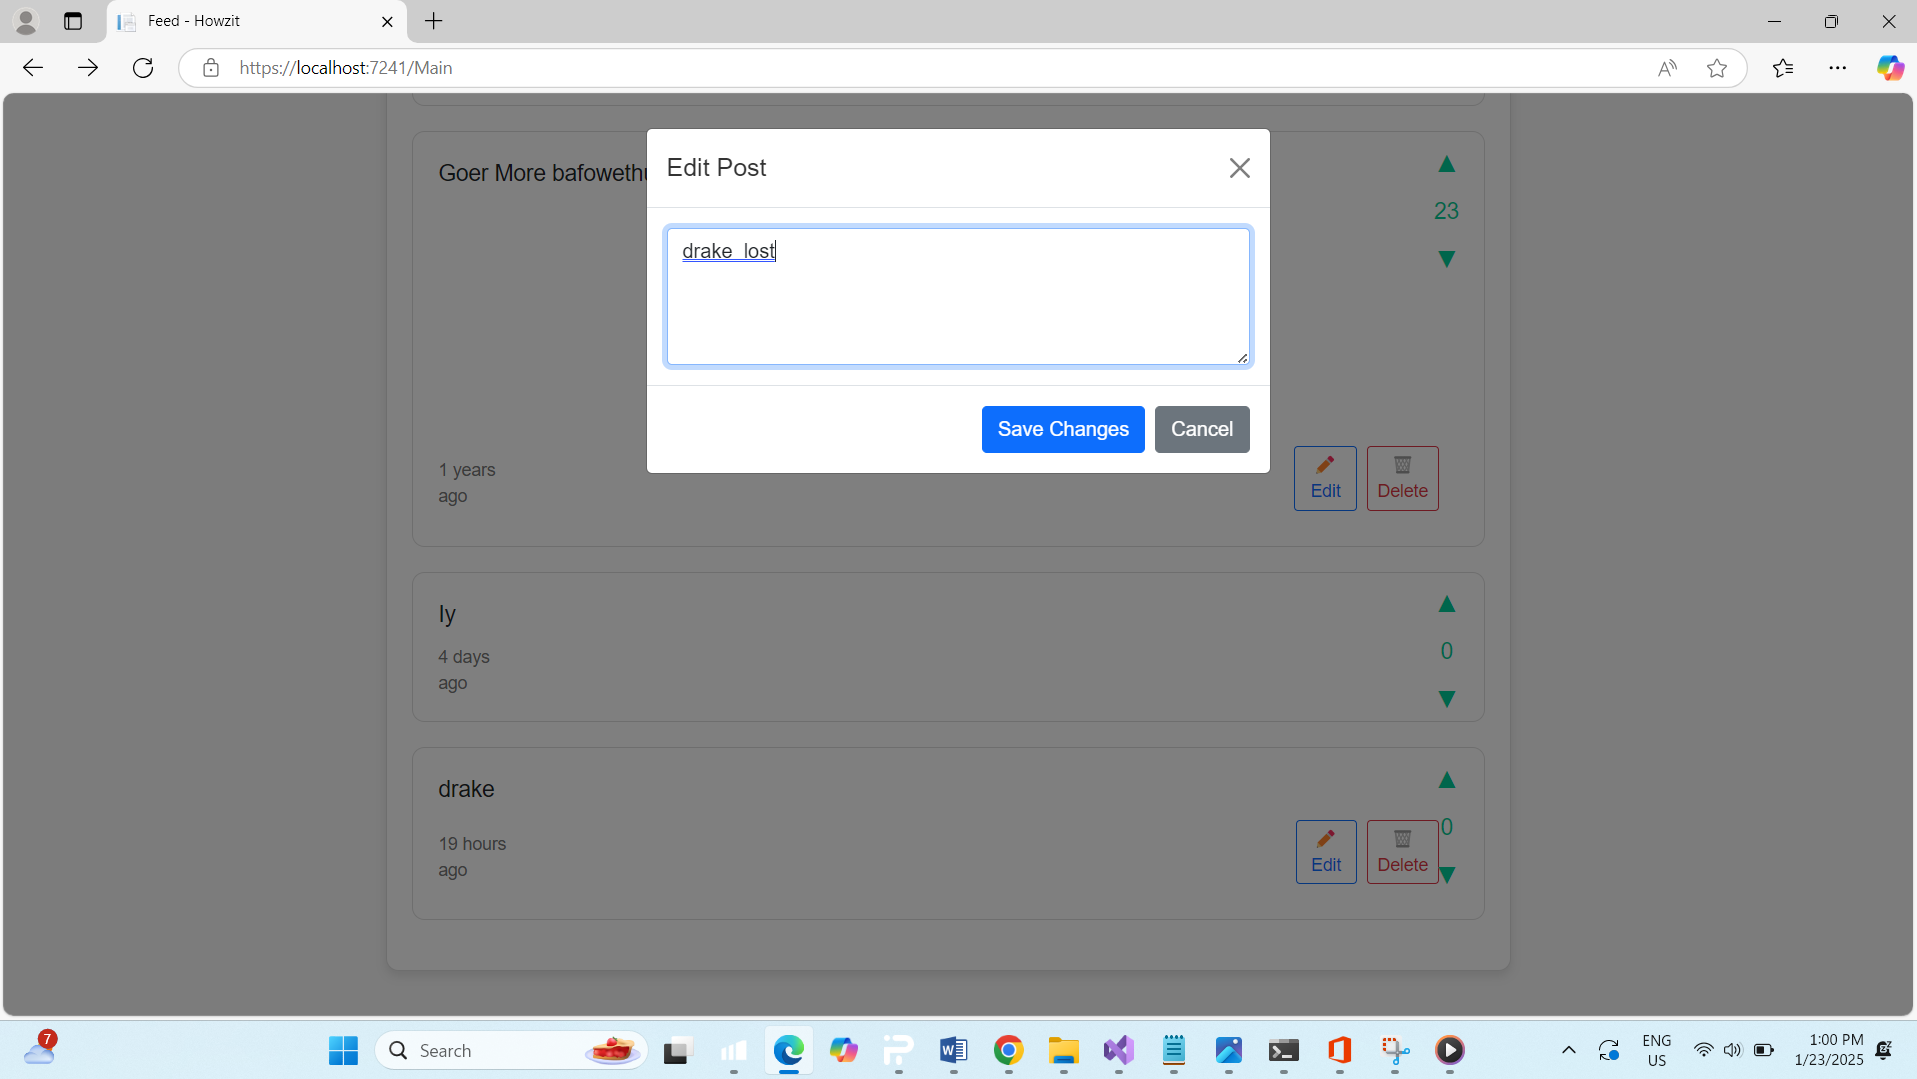 Feed - Howzit
https://localhost:7241/Main
Edit Post
Goer More bafoweth
23
drake  lost
Save Changes
Cancel
1 years
ago
Edit
Delete
ly
0
4 days
ago
drake
0
19 hours
ago
Edit
Delete
7
Search
ENG
US
1:00 PM
1/23/2025